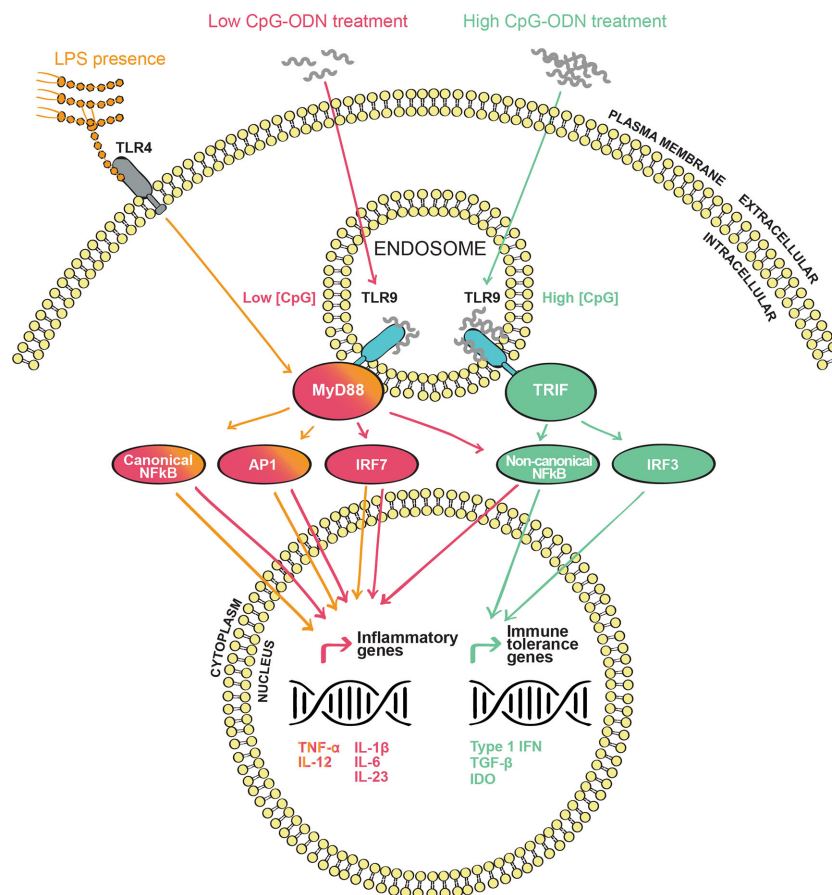 Low CpG-ODN treatment
High CpG-ODN treatment
LPS presence
TLR4
PLASMA MEMBRANE
EXTRACELLULAR
INTRACELLULAR
ENDOSOME
Low [CpG]
TLR9
TLR9
High [CpG]
MyD88
TRIF
Canonical
NFkB
AP1
IRF7
Non-canonical
NFkB
IRF3
CYTOPLASM
NUCLEUS
Inflammatory
genes
Immune
tolerance
genes
TNF-α
IL-12
IL-1β
IL-6
IL-23
Type 1 IFN
TGF-β
IDO